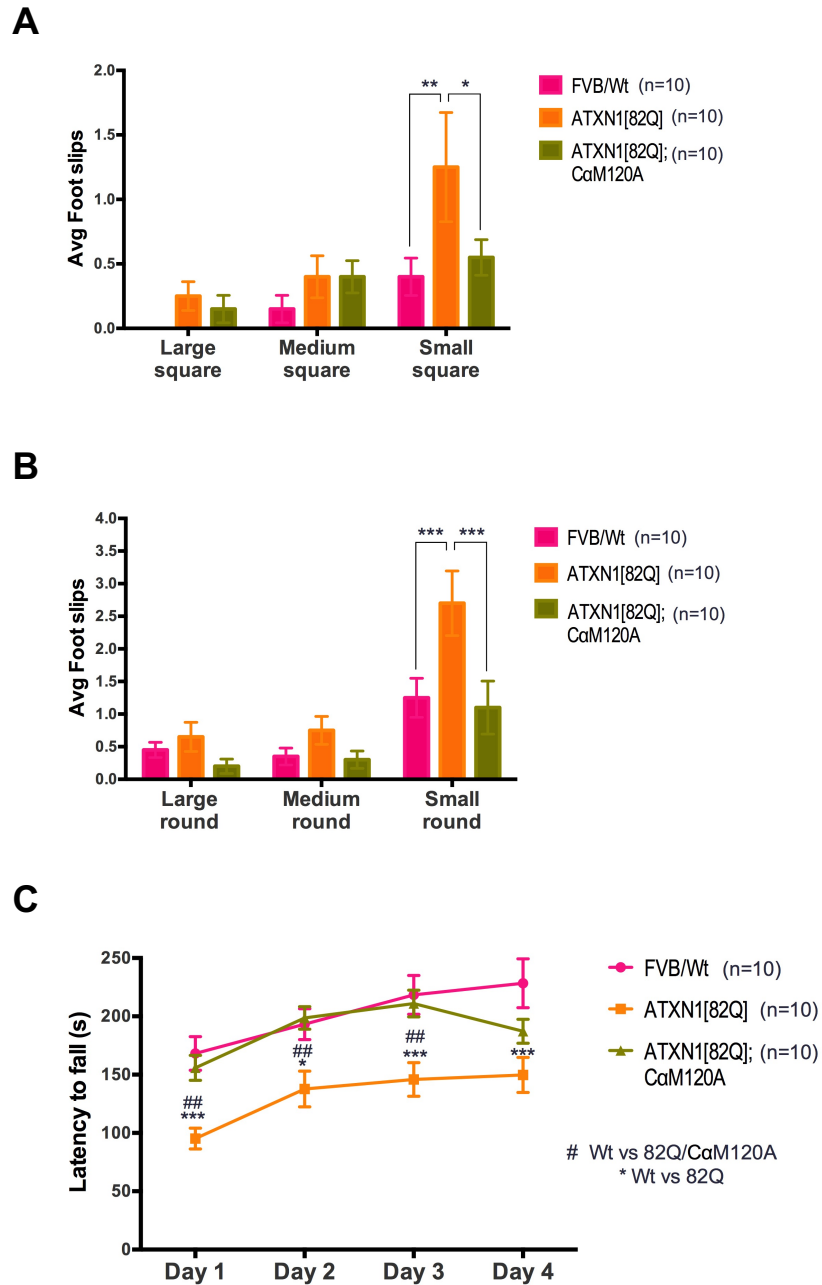 A
2.0
1.5
1.0
0.5
0.0
Avg Foot slips
** *
Large square
Medium square
Small square
FVB/Wt (n=10)
ATXN1[82Q] (n=10)
ATXN1[82Q]; (n=10)
CαM120A
B
4.0
3.5
3.0
2.5
2.0
1.5
1.0
0.5
0.0
Avg Foot slips
*** ***
Large round
Medium round
Small round
FVB/Wt (n=10)
ATXN1[82Q] (n=10)
ATXN1[82Q]; (n=10)
CαM120A
C
250
200
150
100
50
0
Latency to fall (s)
##
***
##
*
##
***
***
Day 1 Day 2 Day 3 Day 4
FVB/Wt (n=10)
ATXN1[82Q] (n=10)
ATXN1[82Q]; (n=10)
CαM120A
# Wt vs 82Q/CαM120A
* Wt vs 82Q